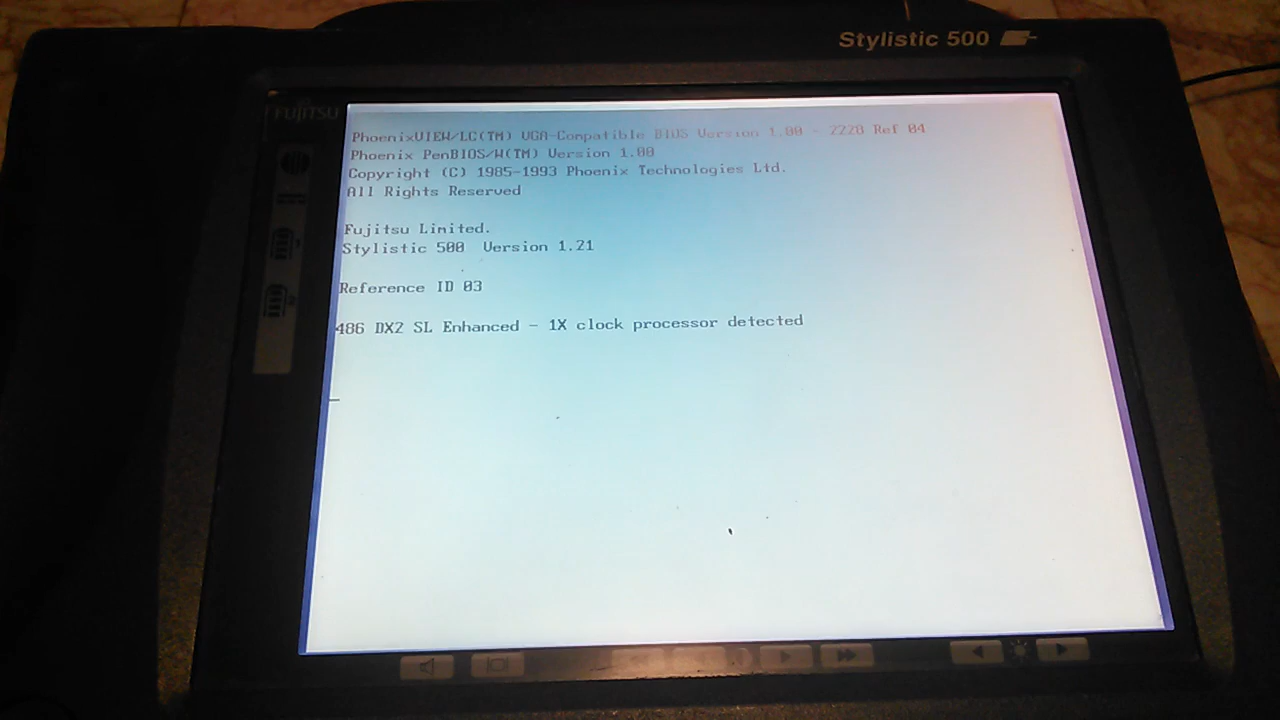 Stylistic 500
FUJITSU
PhoenixVIEW/LC(TM) VGA-Compatible BIOS Version 1.00 - 2228 Ref 04
Phoenix PenBIOS/W(TM) Version 1.00
Copyright (C) 1985-1993 Phoenix Technologies Ltd.
All Rights Reserved
Fujitsu Limited.
Stylistic 500 Version 1.21
Reference ID 03
486 DX2 SL Enhanced - 1X clock processor detected